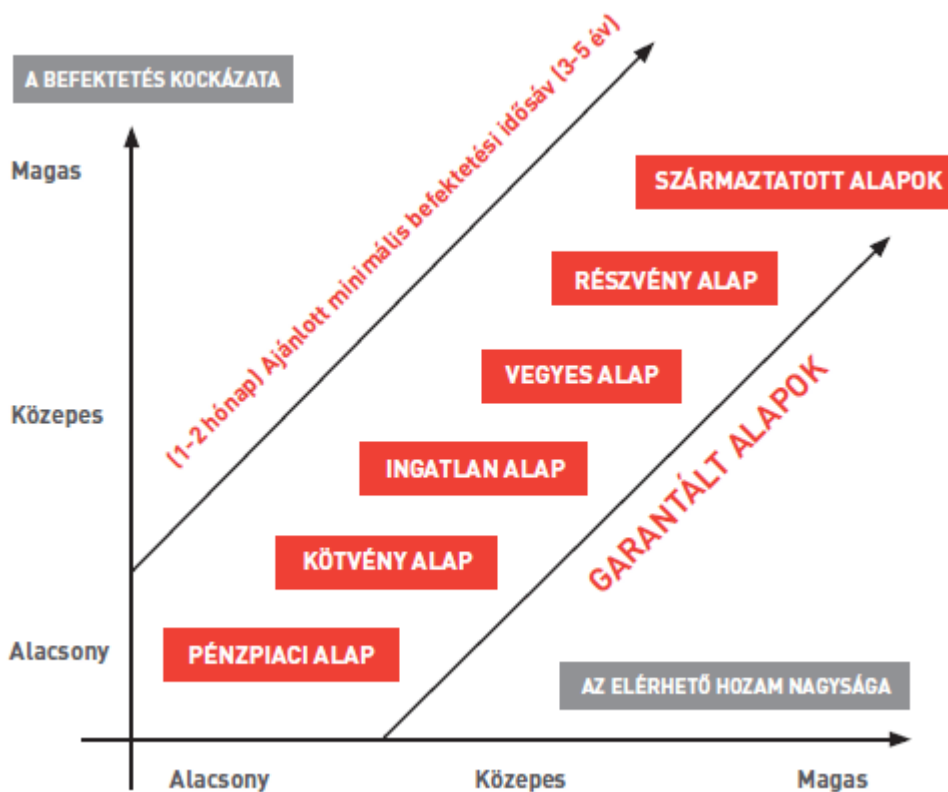 A BEFEKTETÉS KOCKÁZATA
(1-2 hónap) Ajánlott minimális befektetési idősáv (3-5 év)
Magas
SZÁRMAZTATOTT ALAPOK
RÉSZVÉNY ALAP
VEGYES ALAP
Közepes
INGATLAN ALAP
GARANTÁLT ALAPOK
KÖTVÉNY ALAP
Alacsony
PÉNZPIACI ALAP
AZ ELÉRHETŐ HOZAM NAGYSÁGA
Alacsony
Közepes
Magas